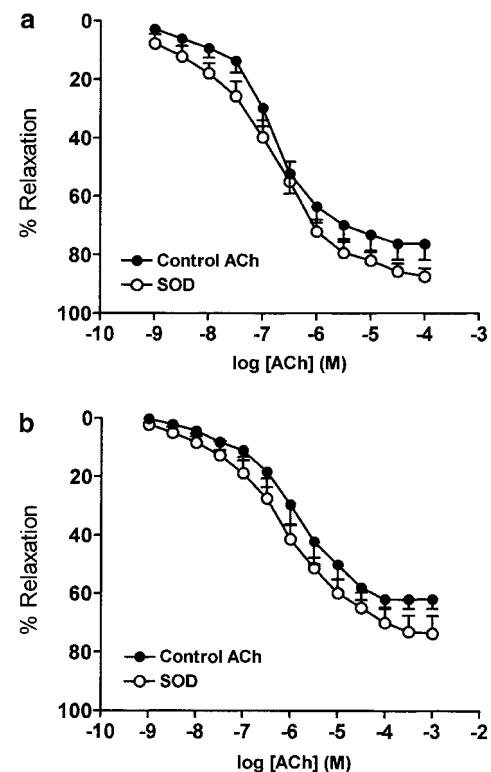 a
0
20
40
60
80
100
% Relaxation
Control ACh
SOD
-10 -9 -8 -7 -6 -5 -4 -3
log [ACh] (M)
b
0
20
40
60
80
100
% Relaxation
Control ACh
SOD
-10 -9 -8 -7 -6 -5 -4 -3 -2
log [ACh] (M)